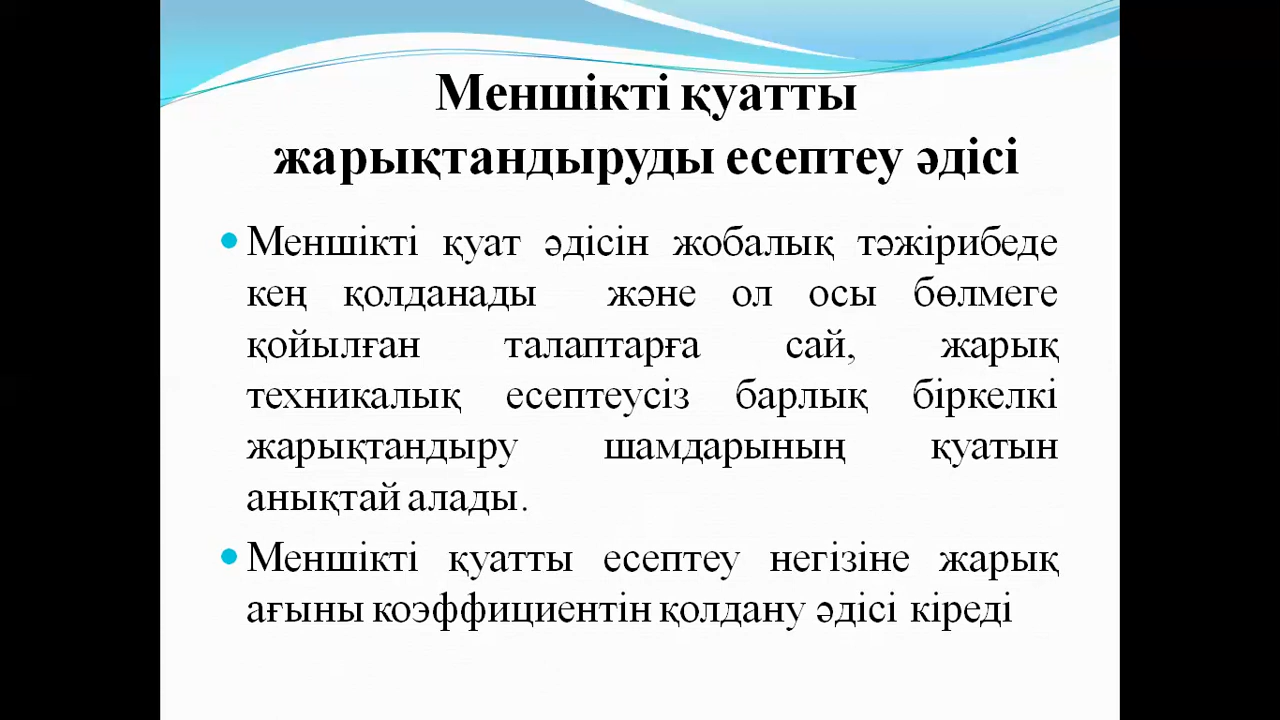 Меншікті қуатты
жарықтандыруды есептеу әдісі
Меншікті қуат әдісін жобалық тәжірибеде
кең қолданады және ол осы бөлмеге
қойылған талаптарға сай, жарық
техникалық есептеусіз барлық біркелкі
жарықтандыру шамдарының қуатын
анықтай алады.
Меншікті қуатты есептеу негізіне жарық
ағыны коэффициентін қолдану әдісі кіреді